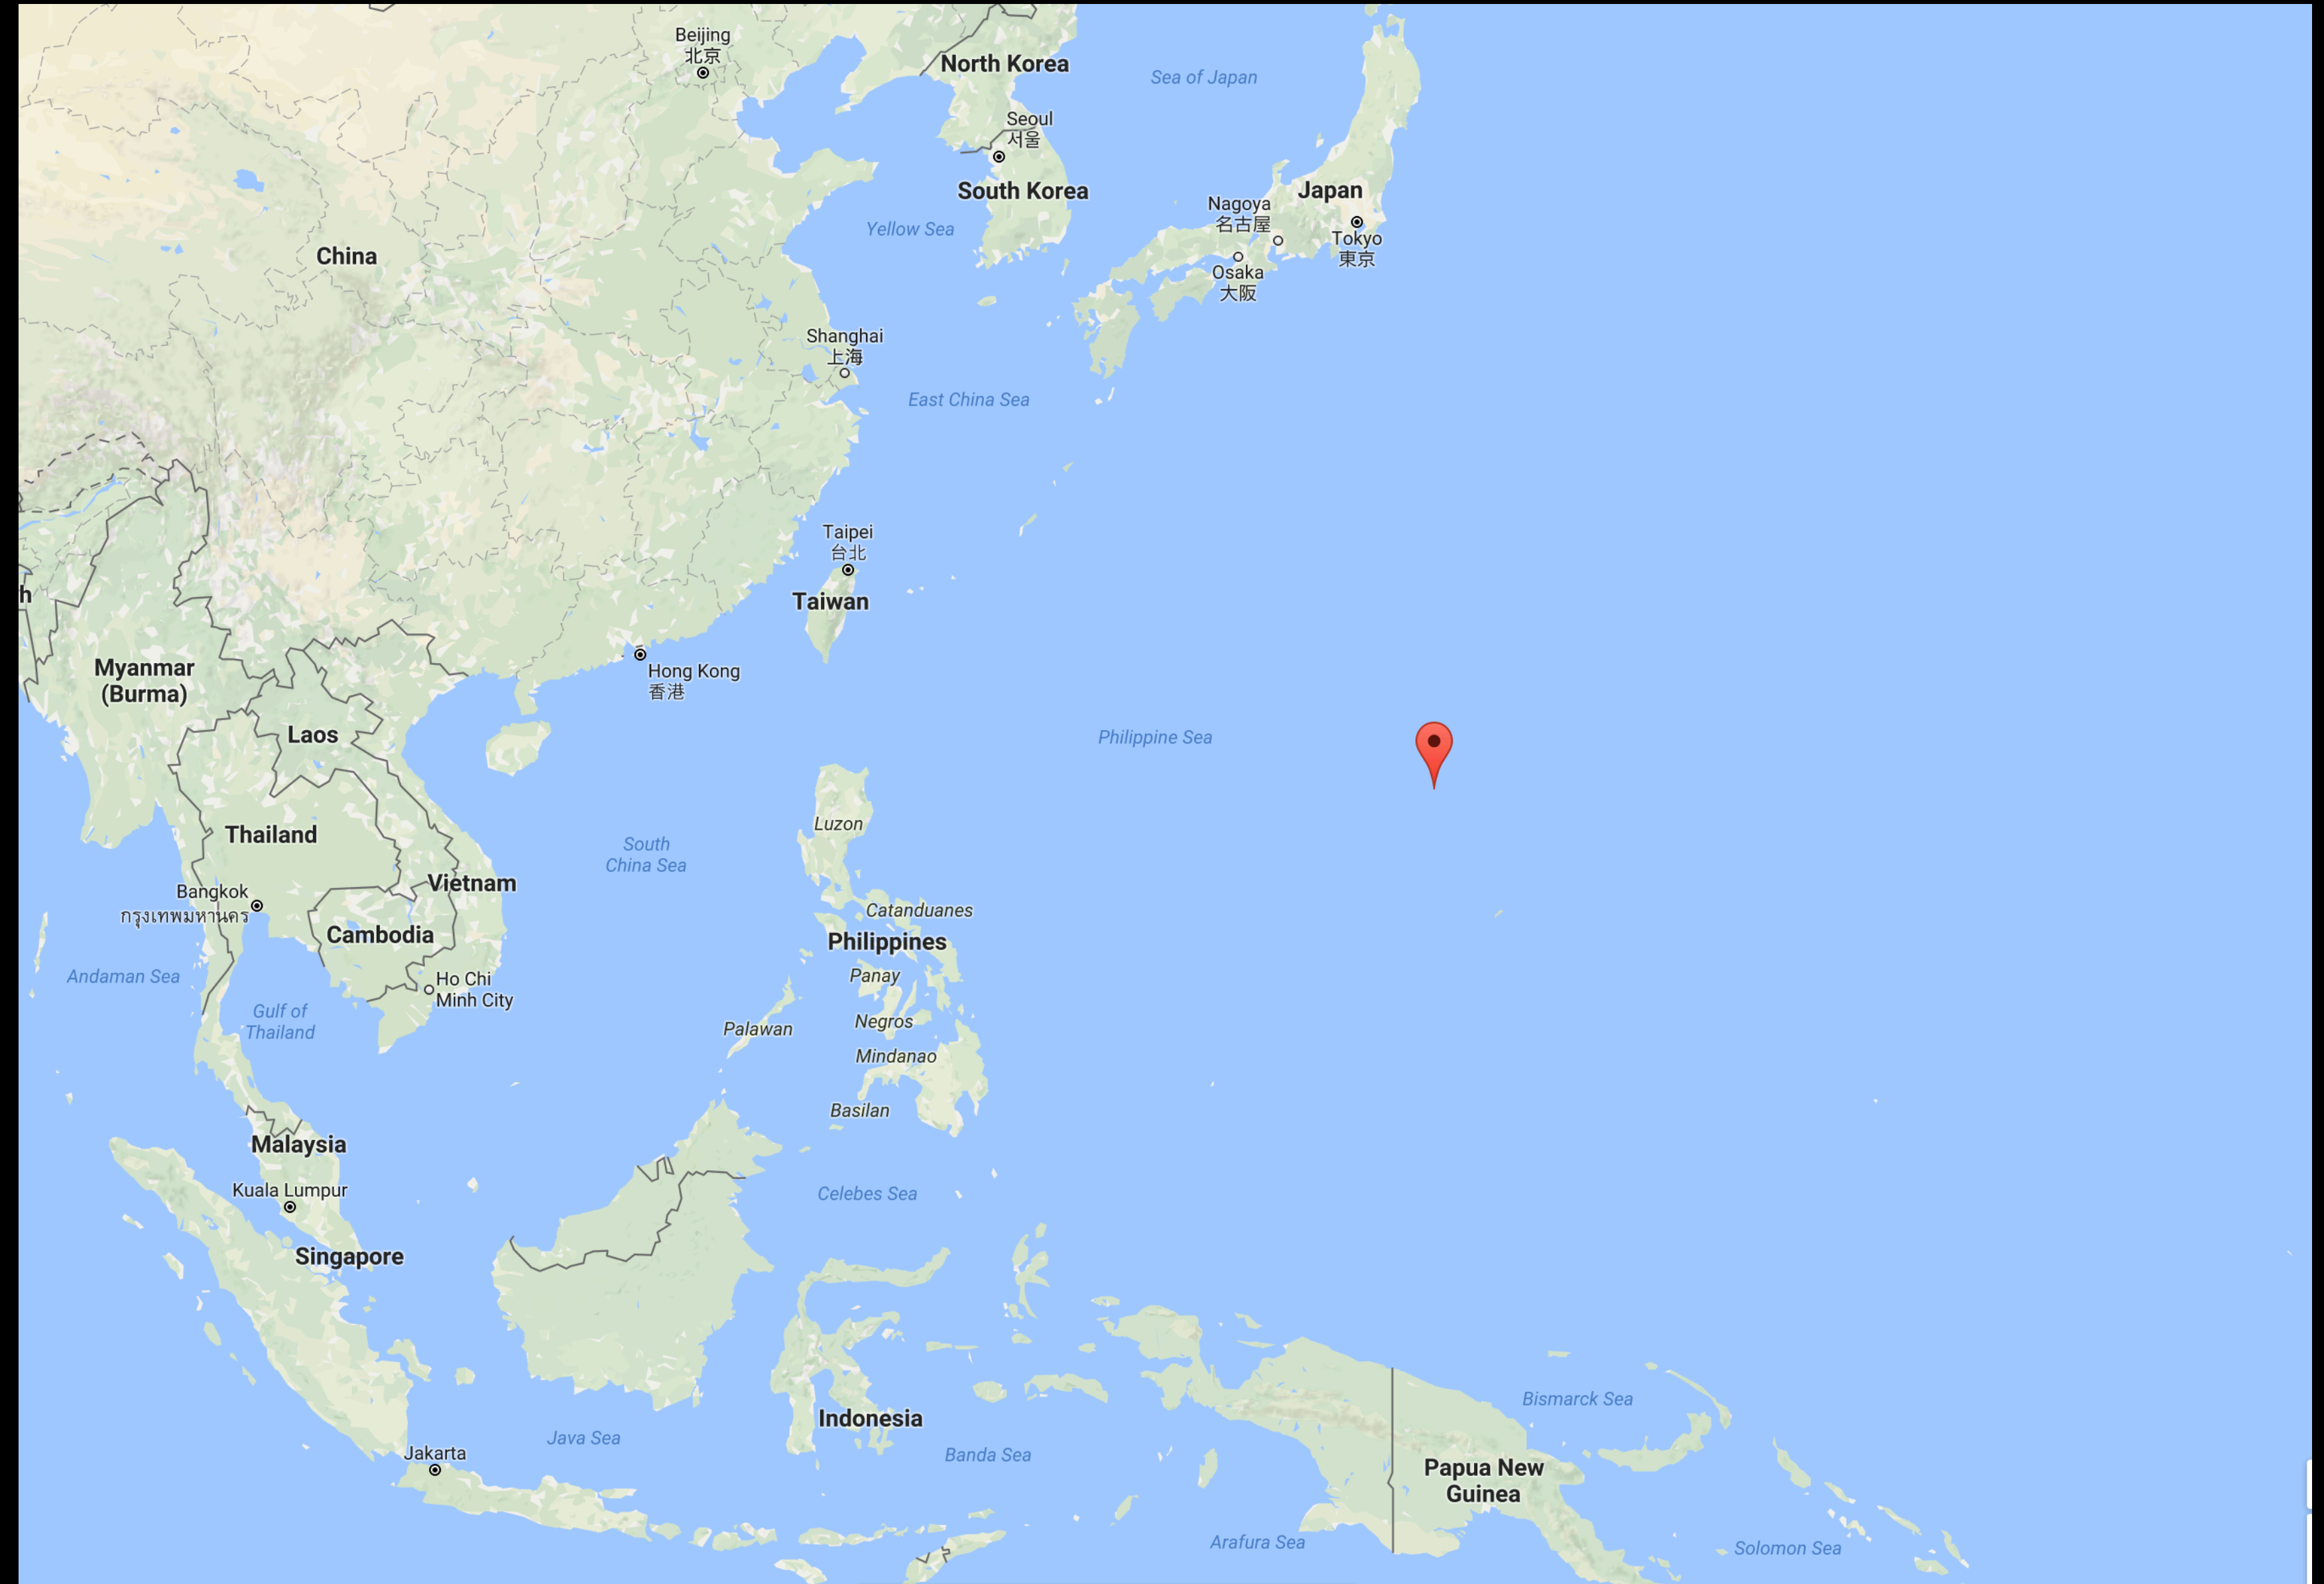 Beijing
北京
North Korea
Sea of Japan
Seoul
서울
South Korea
Japan
Nagoya
名古屋
Tokyo
東京
Yellow Sea
China
Osaka
大阪
Shanghai
上海
East China Sea
Taipei
台北
h
Taiwan
Myanmar
(Burma)
Hong Kong
香港
Laos
Philippine Sea
Luzon
Thailand
South
China Sea
Vietnam
Bangkok
กรุงเทพมหานคร
Catanduanes
Cambodia
Philippines
Andaman Sea
Panay
Ho Chi
Minh City
Gulf of
Thailand
Palawan
Negros
Mindanao
Basilan
Malaysia
Kuala Lumpur
Celebes Sea
Singapore
Bismarck Sea
Indonesia
Java Sea
Jakarta
Banda Sea
Papua New
Guinea
Arafura Sea
Solomon Sea